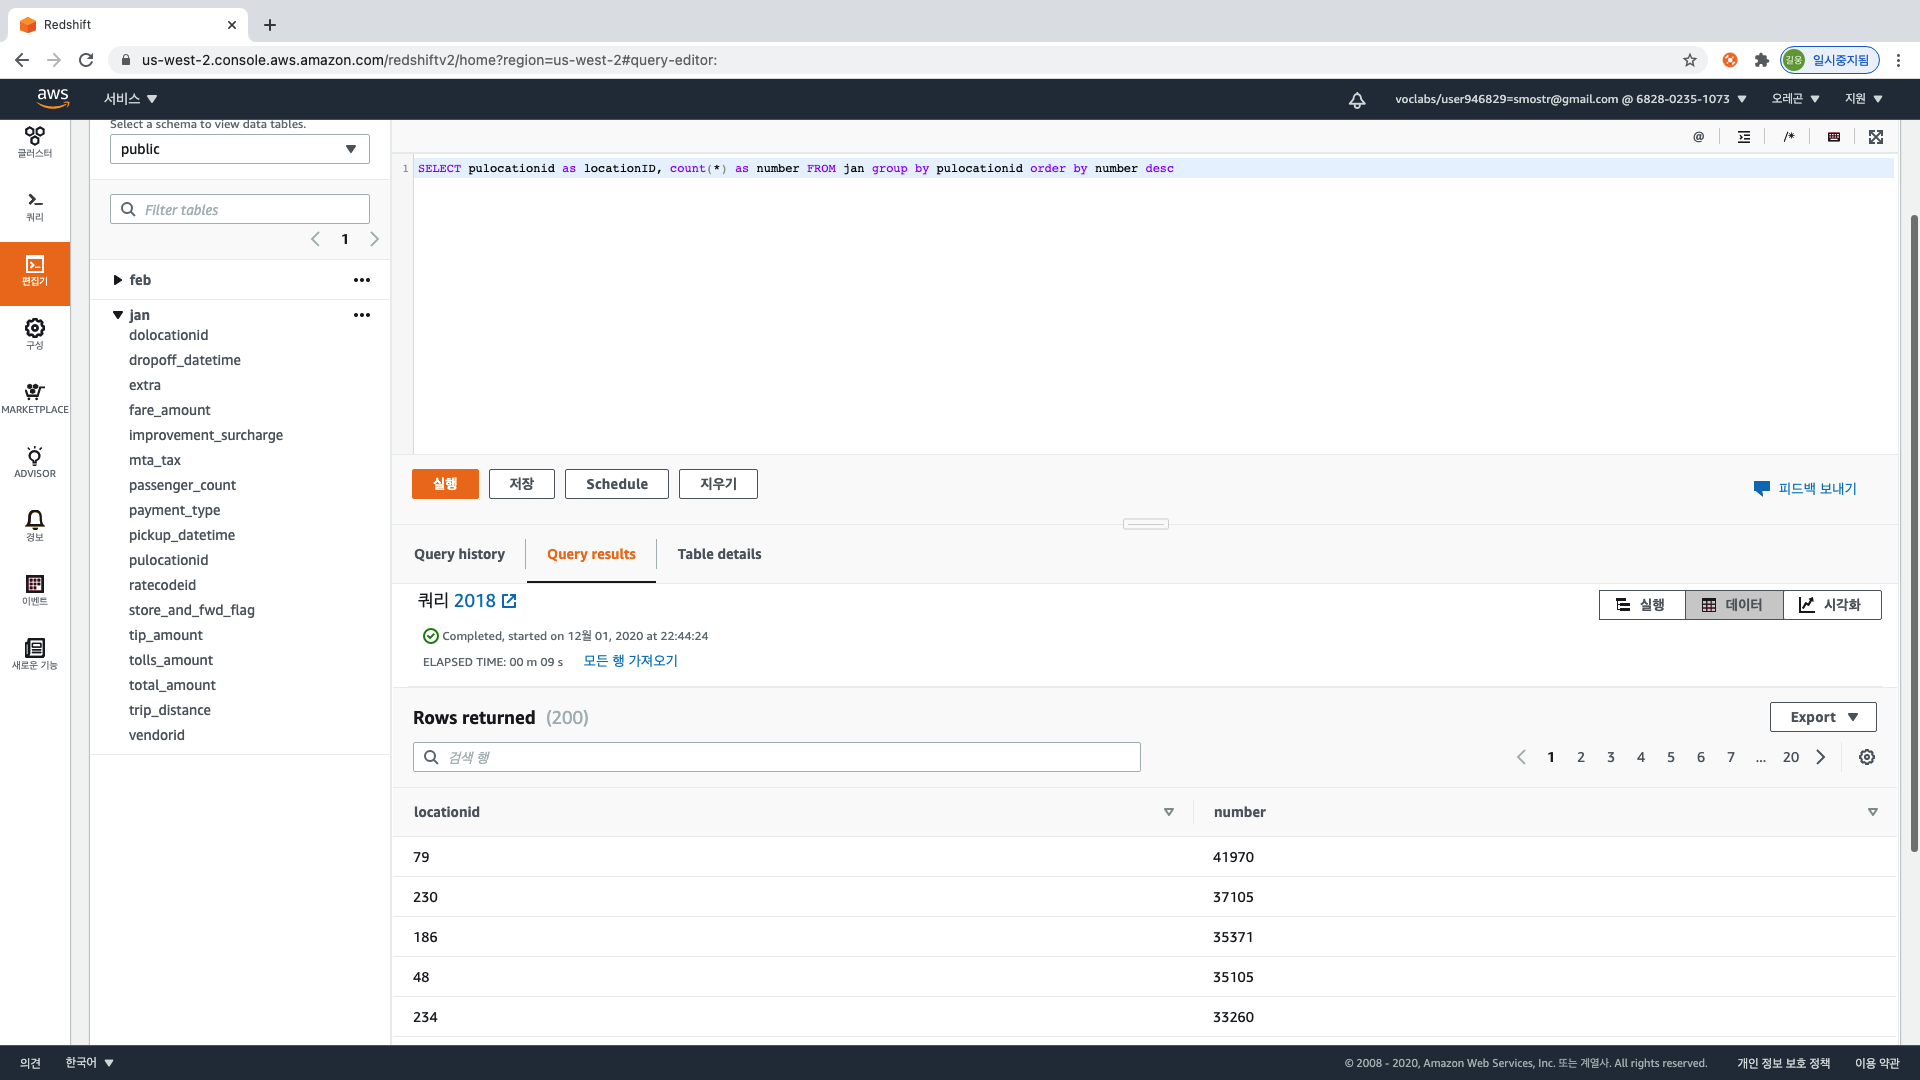 Redshift
us-west-2.console.aws.amazon.com/redshiftv2/home?region=us-west-2#query-editor:
길웅 일시중지됨
aws 서비스 voclabs/user946829=smostr@gmail.com @ 6828-0235-1073 오레곤 지원
클러스터
쿼리
편집기
구성
MARKETPLACE
ADVISOR
경보
이벤트
새로운 기능
Select a schema to view data tables.
public
Filter tables
1
feb
jan
dolocationid
dropoff_datetime
extra
fare_amount
improvement_surcharge
mta_tax
passenger_count
payment_type
pickup_datetime
pulocationid
ratecodeid
store_and_fwd_flag
tip_amount
tolls_amount
total_amount
trip_distance
vendorid
@ /*
1 SELECT pulocationid as locationID, count(*) as number FROM jan group by pulocationid order by number desc
실행 저장 Schedule 지우기
피드백 보내기
Query history Query results Table details
쿼리 2018
실행 데이터 시각화
Completed, started on 12월 01, 2020 at 22:44:24
ELAPSED TIME: 00 m 09 s 모든 행 가져오기
Rows returned (200)
Export
검색 행
1 2 3 4 5 6 7 ... 20
locationid number
79 41970
230 37105
186 35371
48 35105
234 33260
의견 한국어 © 2008 - 2020, Amazon Web Services, Inc. 또는 계열사. All rights reserved. 개인 정보 보호 정책 이용 약관